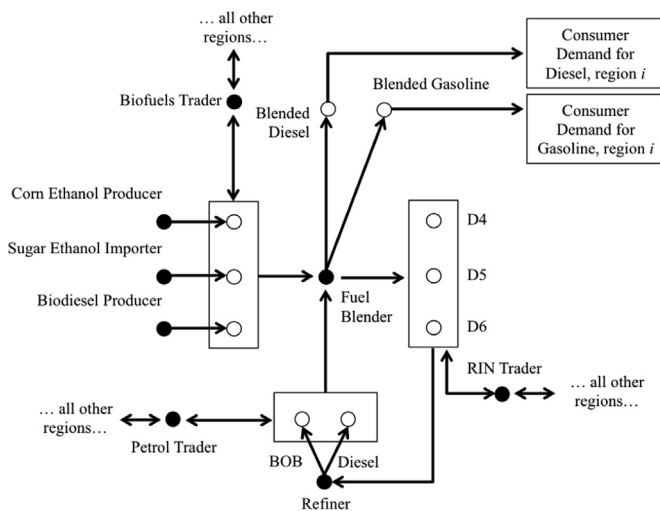 … all other
regions…
Biofuels Trader
Blended
Diesel
Blended Gasoline
Consumer
Demand for
Diesel, region i
Consumer
Demand for
Gasoline, region i
Corn Ethanol Producer
Sugar Ethanol Importer
Biodiesel Producer
Fuel
Blender
D4
D5
D6
RIN Trader
… all other
regions…
… all other
regions…
Petrol Trader
BOB
Diesel
Refiner